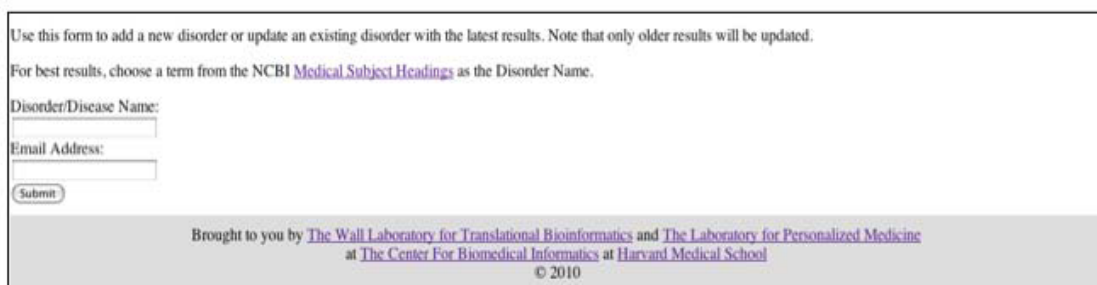 Use this form to add a new disorder or update an existing disorder with the latest results. Note that only older results will be updated.
For best results, choose a term from the NCBI Medical Subject Headings as the Disorder Name.
Disorder/Disease Name:
Email Address:
Submit
Brought to you by The Wall Laboratory for Translational Bioinformatics and The Laboratory for Personalized Medicine
at The Center For Biomedical Informatics at Harvard Medical School
© 2010